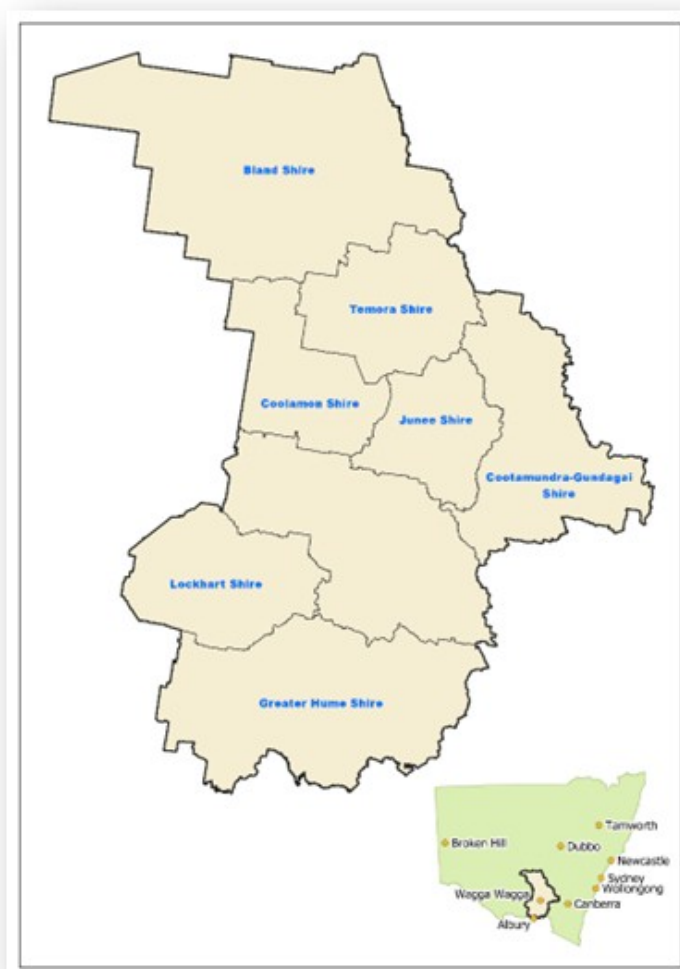 Bland Shire
Temora Shire
Coolamon Shire
Junee Shire
Cootamundra-Gundagai
Shire
Lockhart Shire
Greater Hume Shire
Tamworth
Broken Hill
Dubbo
Newcastle
Sydney
Wollongong
Wagga Wagga
Canberra
Albury